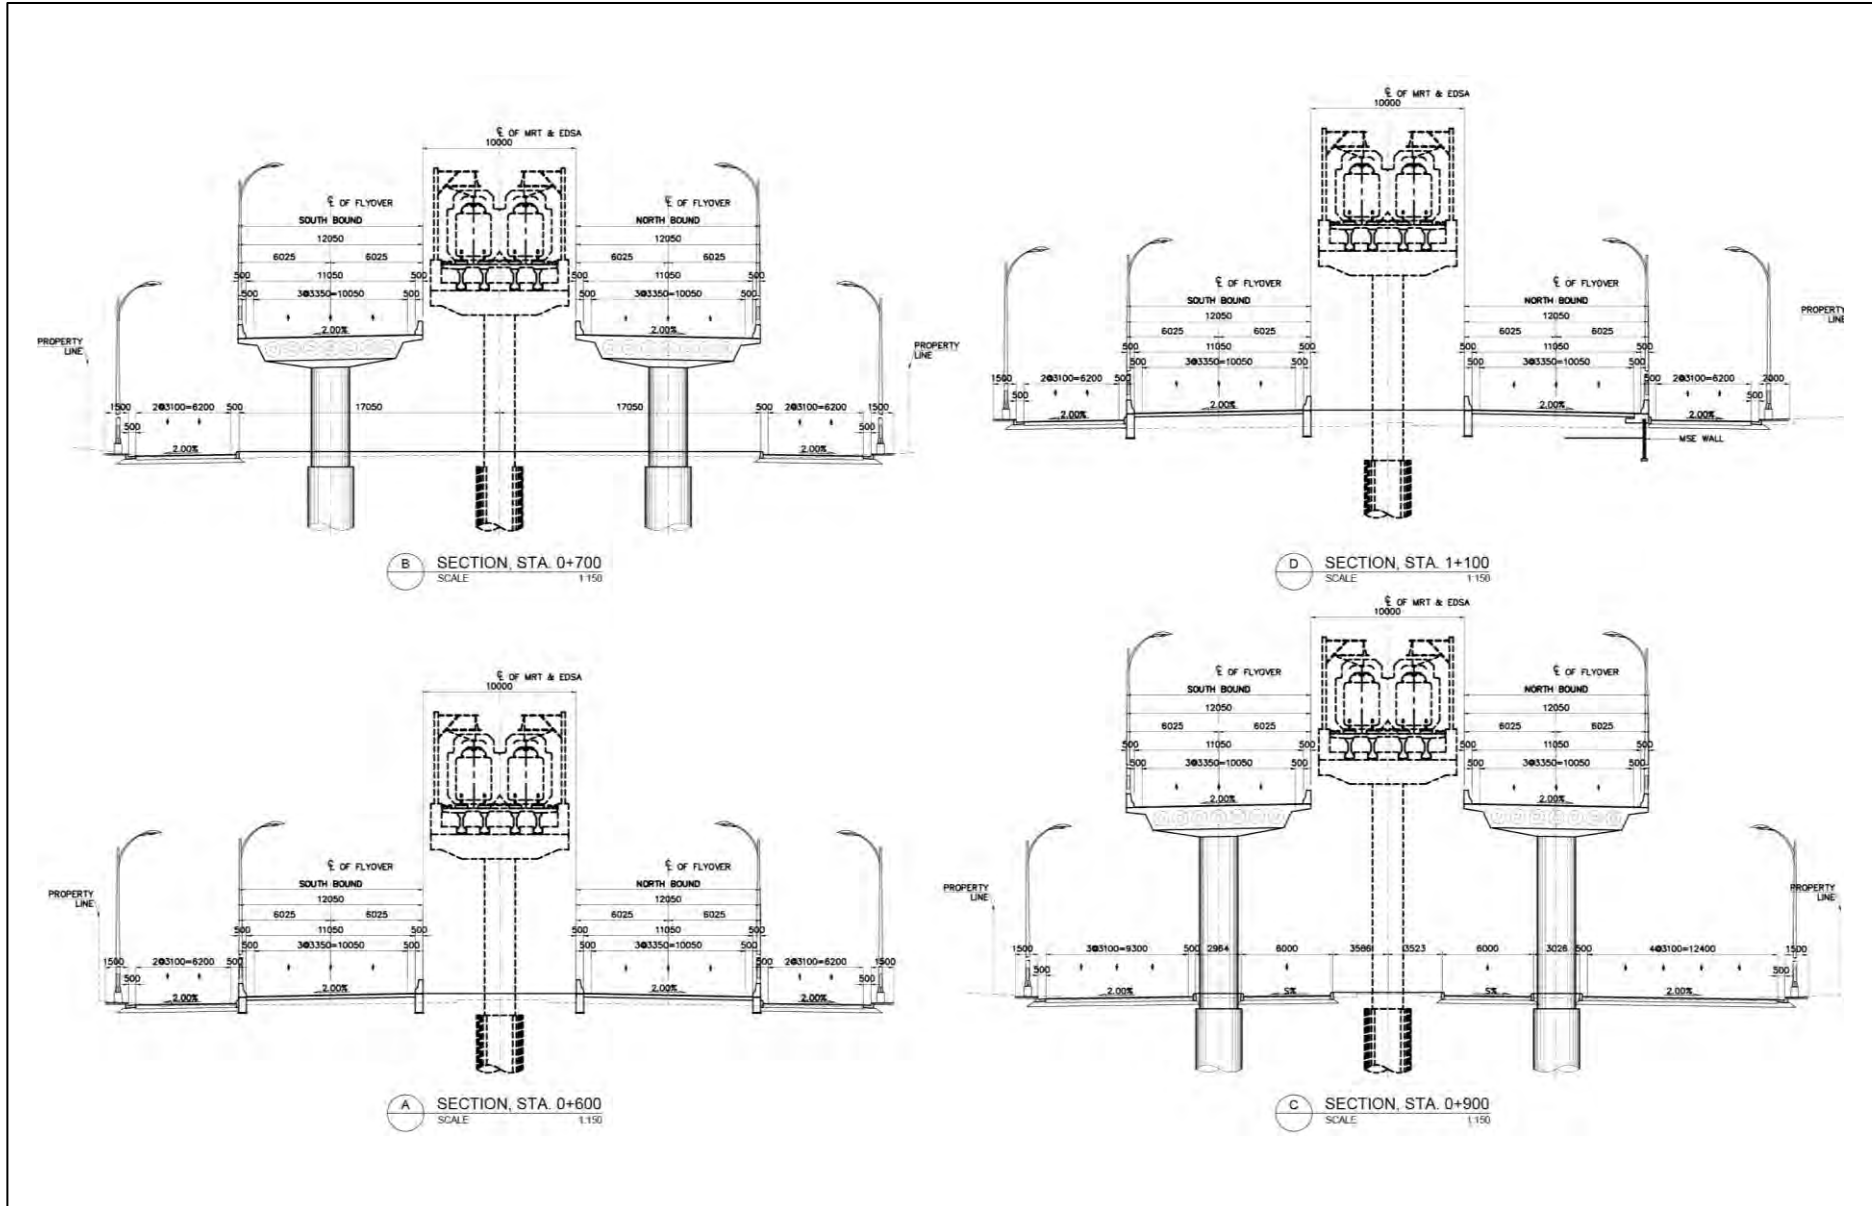 ℄ OF MRT & EDSA
10000
℄ OF FLYOVER ℄ OF FLYOVER
SOUTH BOUND NORTH BOUND
12050 12050
6025 6025 6025 6025
500 11050 500 500 11050 500
500 3@3350=10050 500 500 3@3350=10050 500
2.00% 2.00%
PROPERTY LINE PROPERTY LINE
1500 2@3100=6200 500 17050 17050 500 2@3100=6200 1500
500 500
2.00% 2.00%
B SECTION, STA. 0+700
SCALE 1:150
℄ OF MRT & EDSA
10000
℄ OF FLYOVER ℄ OF FLYOVER
SOUTH BOUND NORTH BOUND
12050 12050
6025 6025 6025 6025
500 11050 500 500 11050 500
500 3@3350=10050 500 500 3@3350=10050 500
PROPERTY LINE
1500 2@3100=6200 500 500 2@3100=6200 2000
500 500
2.00% 2.00% 2.00% 2.00%
MSE WALL
D SECTION, STA. 1+100
SCALE 1:150
℄ OF MRT & EDSA
10000
℄ OF FLYOVER ℄ OF FLYOVER
SOUTH BOUND NORTH BOUND
12050 12050
6025 6025 6025 6025
500 11050 500 500 11050 500
500 3@3350=10050 500 500 3@3350=10050 500
PROPERTY LINE PROPERTY LINE
1500 2@3100=6200 500 500 2@3100=6200 1500
500 500
2.00% 2.00% 2.00% 2.00%
A SECTION, STA. 0+600
SCALE 1:150
℄ OF MRT & EDSA
10000
℄ OF FLYOVER ℄ OF FLYOVER
SOUTH BOUND NORTH BOUND
12050 12050
6025 6025 6025 6025
500 11050 500 500 11050 500
500 3@3350=10050 500 500 3@3350=10050 500
2.00% 2.00%
PROPERTY LINE PROPERTY LINE
1500 3@3100=9300 500 2964 6000 3586 3523 6000 3026 500 4@3100=12400 1500
500 500
2.00% S% S% 2.00%
C SECTION, STA. 0+900
SCALE 1:150